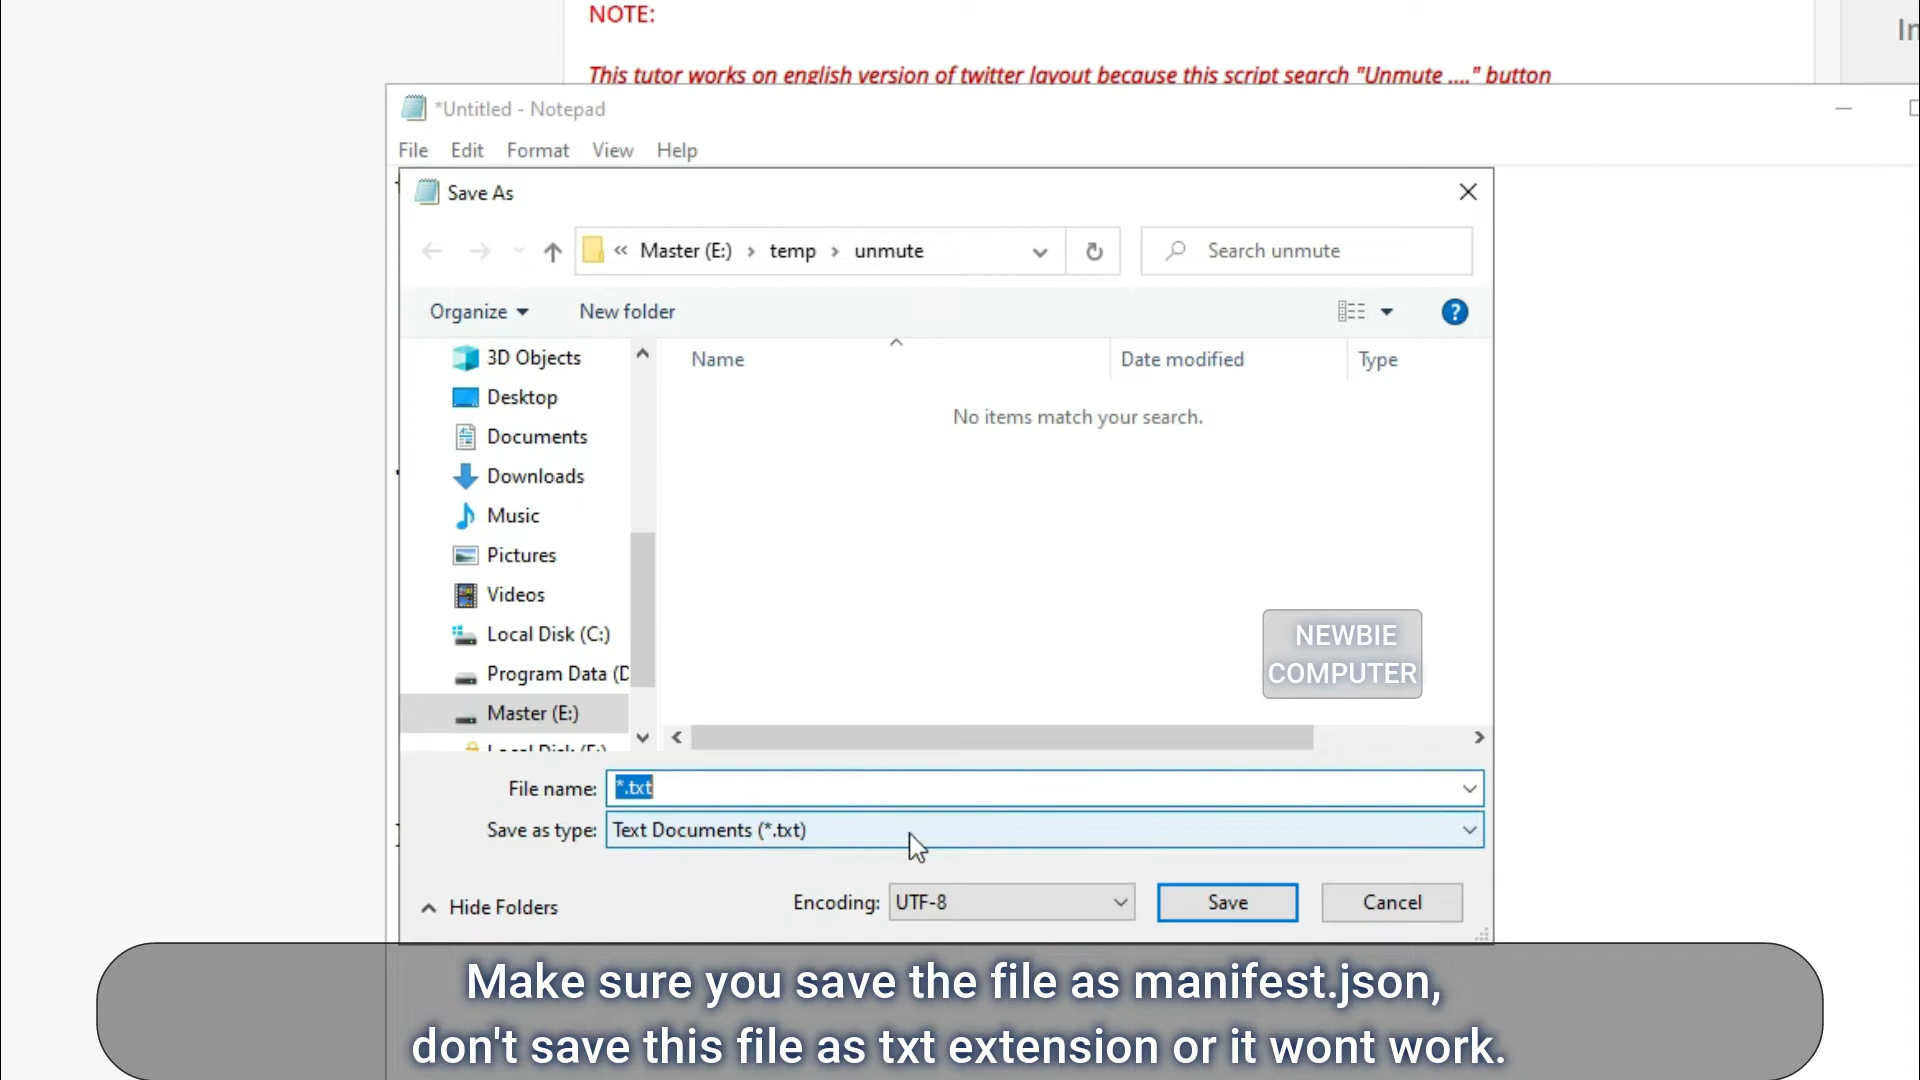 NOTE:
This tutor works on english version of twitter layout because this script search "Unmute ...." button
*Untitled - Notepad
File Edit Format View Help
Save As
« Master (E:) › temp › unmute
Search unmute
Organize
New folder
?
3D Objects
Desktop
Documents
Downloads
Music
Pictures
Videos
Local Disk (C:)
Program Data (D
Master (E:)
Name
Date modified
Type
No items match your search.
NEWBIE
COMPUTER
File name: *.txt
Save as type: Text Documents (*.txt)
Hide Folders
Encoding: UTF-8
Save
Cancel
Make sure you save the file as manifest.json,
don't save this file as txt extension or it wont work.